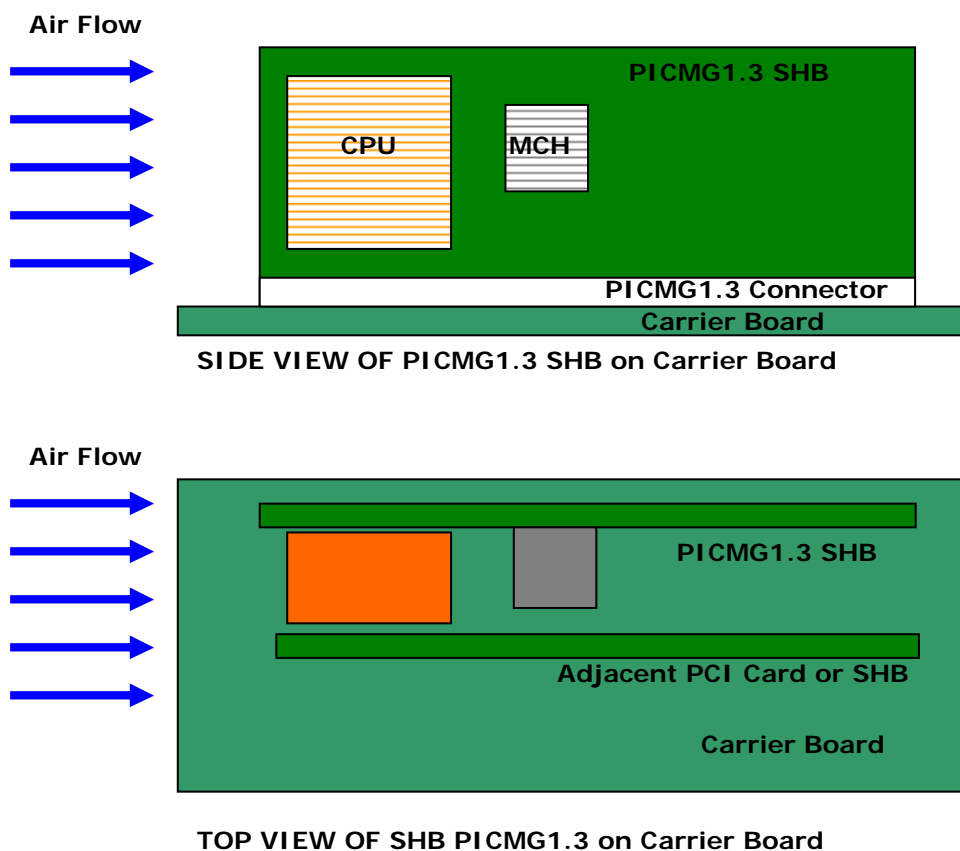 Air Flow
PICMG1.3 SHB
CPU
MCH
PICMG1.3 Connector
Carrier Board
SIDE VIEW OF PICMG1.3 SHB on Carrier Board
Air Flow
PICMG1.3 SHB
Adjacent PCI Card or SHB
Carrier Board
TOP VIEW OF SHB PICMG1.3 on Carrier Board